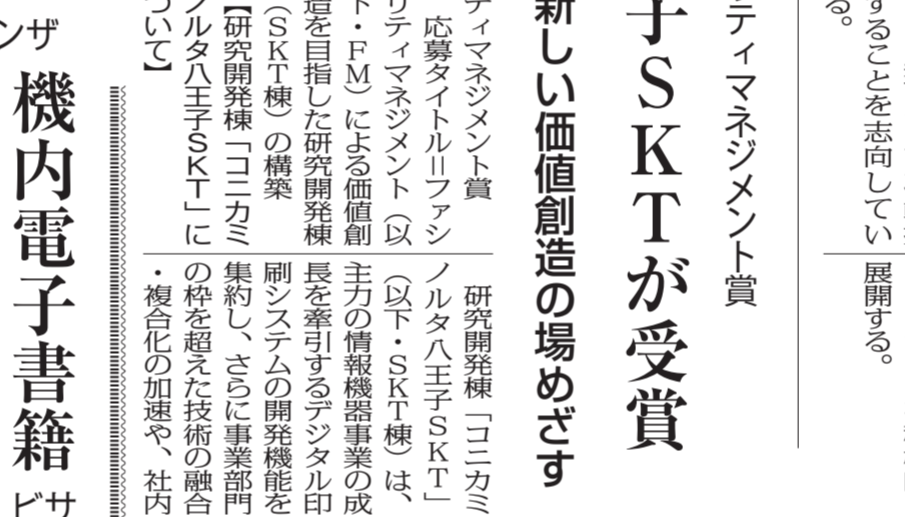 することを志向してい
る。
展開する。
ティマネジメント賞
子SKTが受賞
新しい価値創造の場めざす
ティマネジメント賞
応募タイトル＝ファシ
リティマネジメント（以
下・FM）による価値創
造を目指した研究開発棟
（SKT棟）の構築
【研究開発棟「コニカミ
ノルタ八王子SKT」に
ついて】
研究開発棟「コニカミ
ノルタ八王子SKT」
（以下・SKT棟）は、
主力の情報機器事業の成
長を牽引するデジタル印
刷システムの開発機能を
集約し、さらに事業部門
の枠を超えた技術の融合
・複合化の加速や、社内
ンザ
機内電子書籍
ビサ